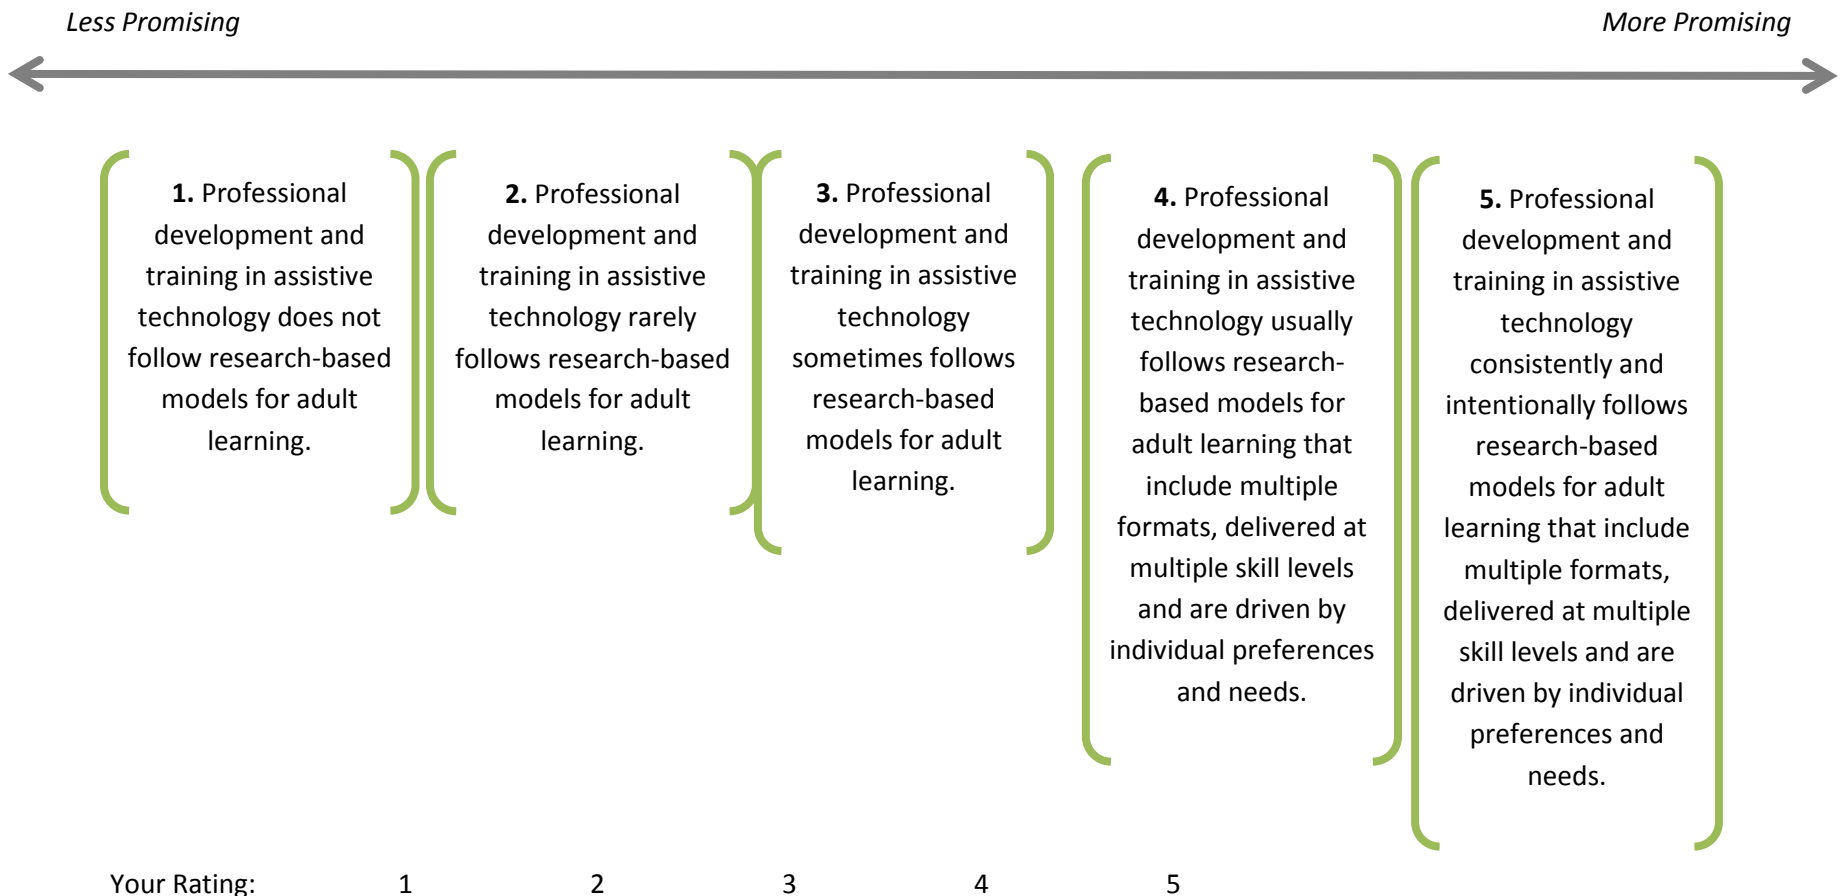 Less Promising
More Promising
1. Professional
development and
training in assistive
technology does not
follow research-based
models for adult
learning.
2. Professional
development and
training in assistive
technology rarely
follows research-based
models for adult
learning.
3. Professional
development and
training in assistive
technology
sometimes follows
research-based
models for adult
learning.
4. Professional
development and
training in assistive
technology usually
follows research-
based models for
adult learning that
include multiple
formats, delivered at
multiple skill levels
and are driven by
individual preferences
and needs.
5. Professional
development and
training in assistive
technology
consistently and
intentionally follows
research-based
models for adult
learning that include
multiple formats,
delivered at multiple
skill levels and are
driven by individual
preferences and
needs.
Your Rating: 1 2 3 4 5